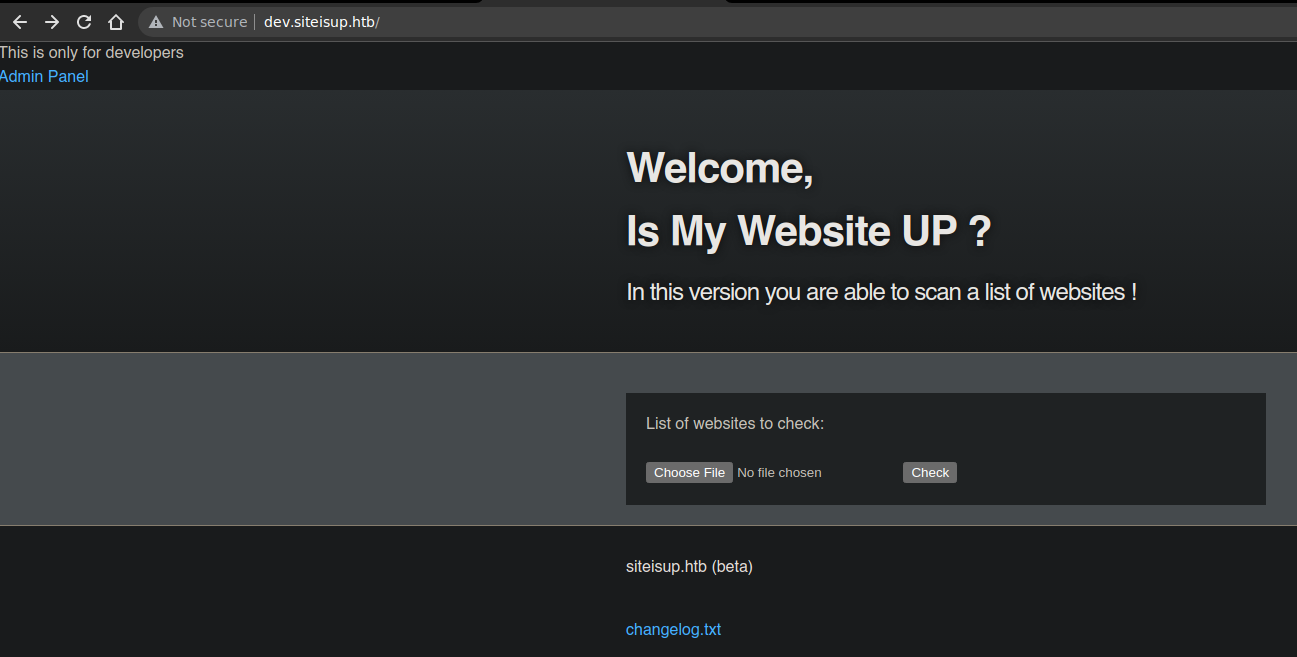 Not secure | dev.siteisup.htb/
This is only for developers
Admin Panel
Welcome,
Is My Website UP ?
In this version you are able to scan a list of websites !
List of websites to check:
Choose File No file chosen Check
siteisup.htb (beta)
changelog.txt